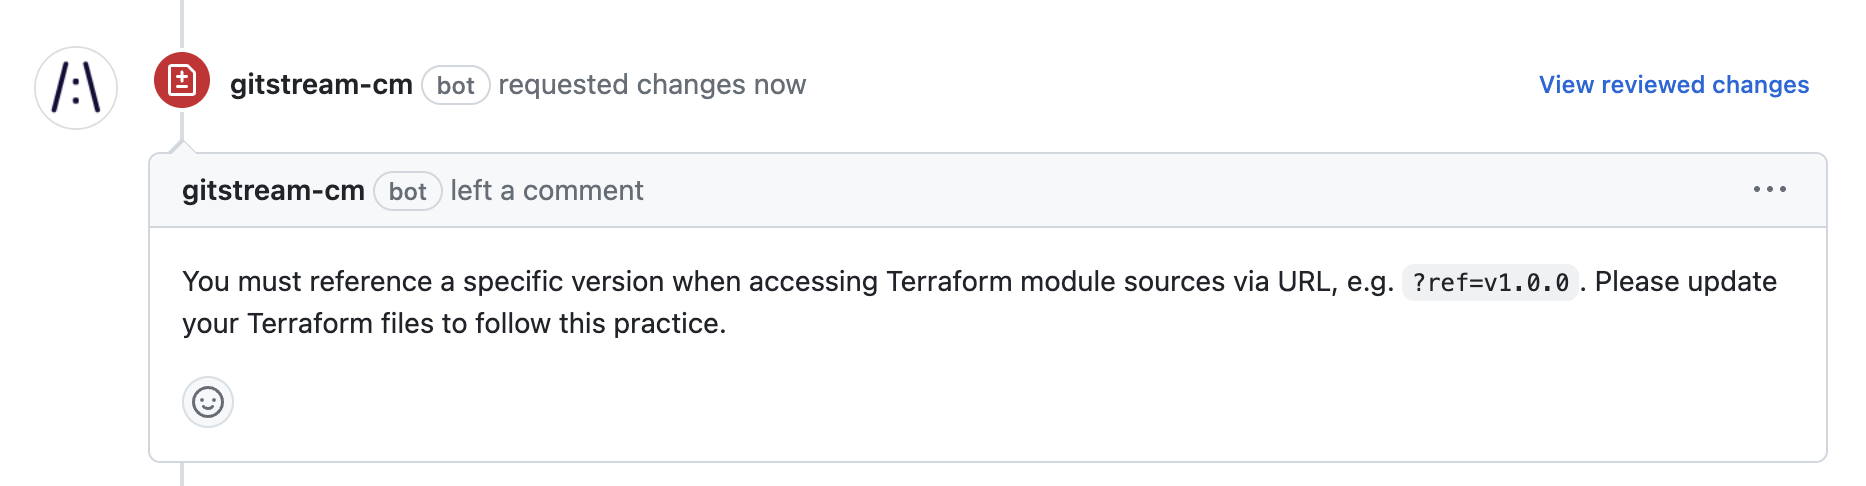 gitstream-cm bot requested changes now View reviewed changes
gitstream-cm bot left a comment
You must reference a specific version when accessing Terraform module sources via URL, e.g. ?ref=v1.0.0. Please update
your Terraform files to follow this practice.